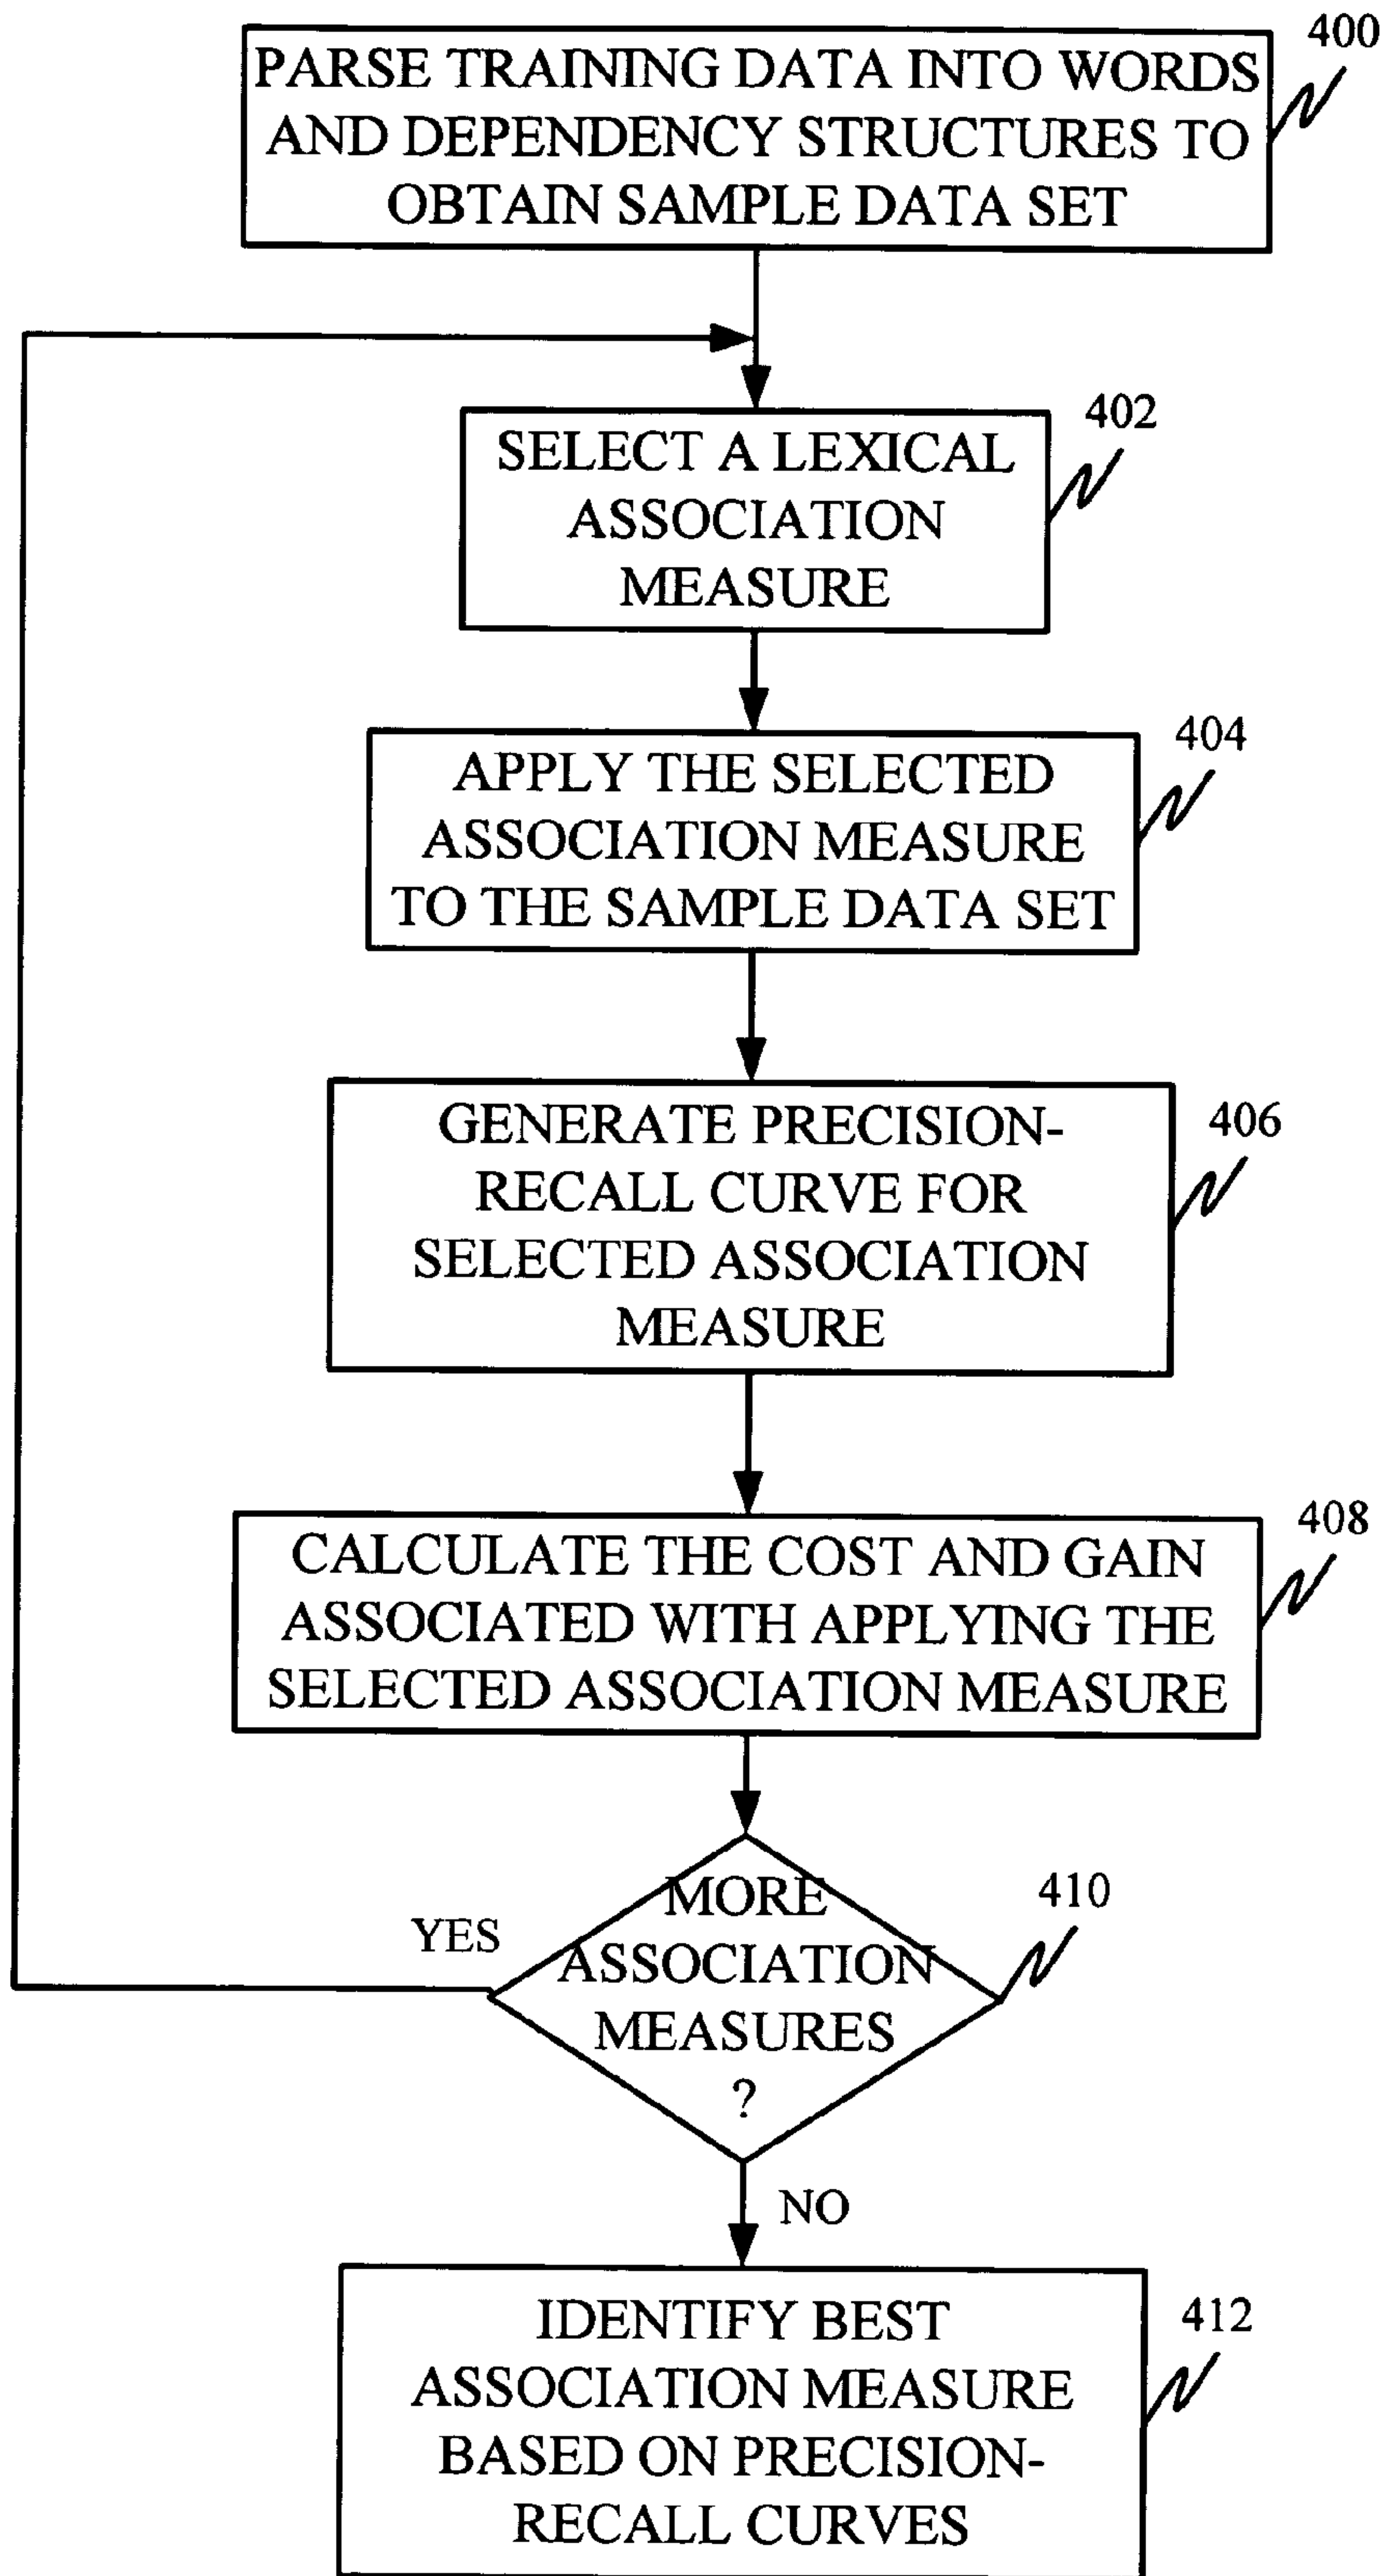 400
PARSE TRAINING DATA INTO WORDS
AND DEPENDENCY STRUCTURES TO
OBTAIN SAMPLE DATA SET
402
SELECT A LEXICAL
ASSOCIATION
MEASURE
404
APPLY THE SELECTED
ASSOCIATION MEASURE
TO THE SAMPLE DATA SET
406
GENERATE PRECISION-
RECALL CURVE FOR
SELECTED ASSOCIATION
MEASURE
408
CALCULATE THE COST AND GAIN
ASSOCIATED WITH APPLYING THE
SELECTED ASSOCIATION MEASURE
410
MORE
YES
ASSOCIATION
MEASURES
?
NO
412
IDENTIFY BEST
ASSOCIATION MEASURE
BASED ON PRECISION-
RECALL CURVES